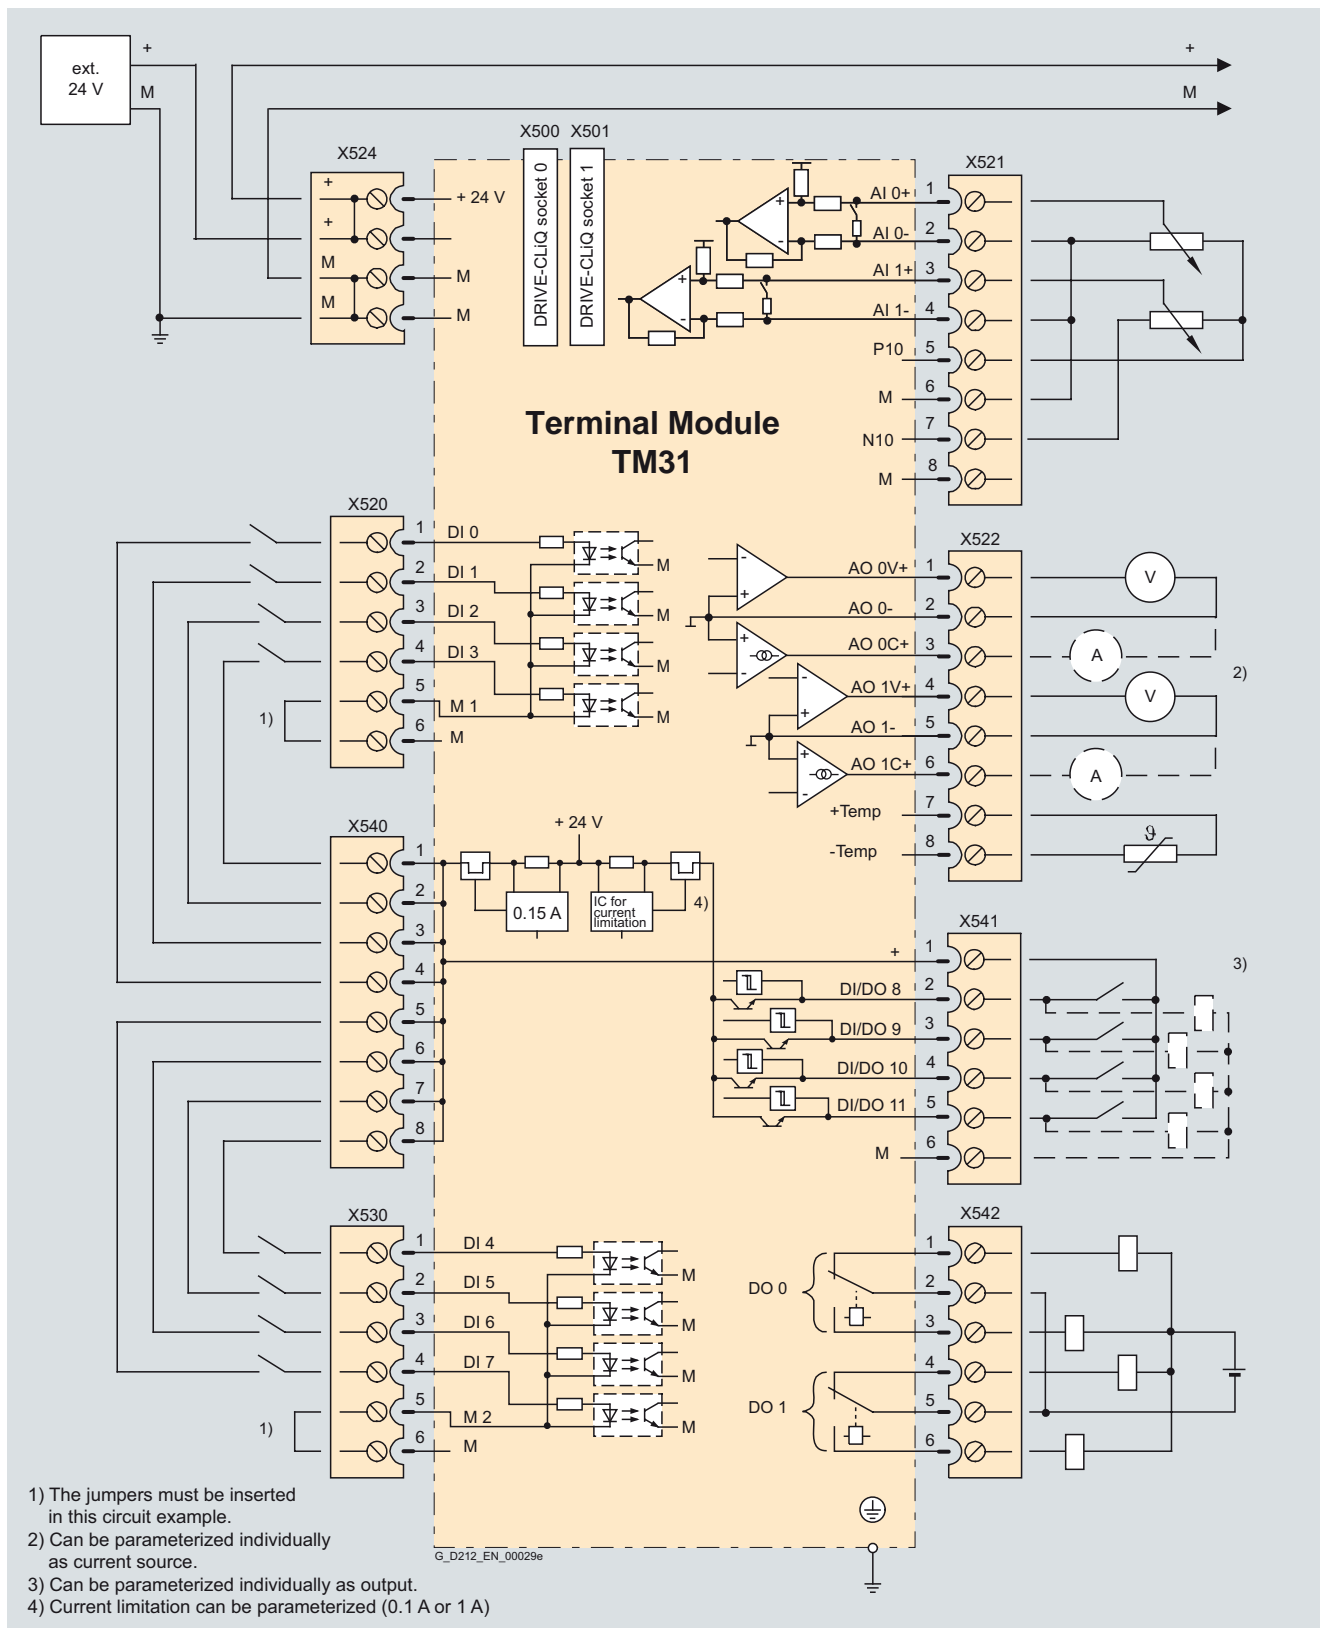 ext.
24 V
+
M
+
M
X524
+
+
M
M
+ 24 V
M
M
X500
X501
DRIVE-CLiQ socket 0
DRIVE-CLiQ socket 1
+
-
+
-
X521
AI 0+ 1
AI 0- 2
AI 1+ 3
AI 1- 4
P10 5
M 6
N10 7
M 8
Terminal Module
TM31
X520
1 DI 0
2 DI 1
3 DI 2
4 DI 3
5 M 1
6 M
1)
M
M
M
M
X522
-
+
+
-
-
+
+
-
AO 0V+ 1
AO 0- 2
AO 0C+ 3
AO 1V+ 4
AO 1- 5
AO 1C+ 6
+Temp 7
-Temp 8
V
A
V
A
2)
ϑ
X540
1
2
3
4
5
6
7
8
+ 24 V
0.15 A
IC for
current
limitation
4)
X541
+ 1
DI/DO 8 2
DI/DO 9 3
DI/DO 10 4
DI/DO 11 5
M 6
3)
X530
1 DI 4
2 DI 5
3 DI 6
4 DI 7
5 M 2
6 M
1)
M
M
M
M
X542
DO 0
DO 1
1
2
3
4
5
6
1) The jumpers must be inserted
in this circuit example.
2) Can be parameterized individually
as current source.
3) Can be parameterized individually as output.
4) Current limitation can be parameterized (0.1 A or 1 A)
G_D212_EN_00029e